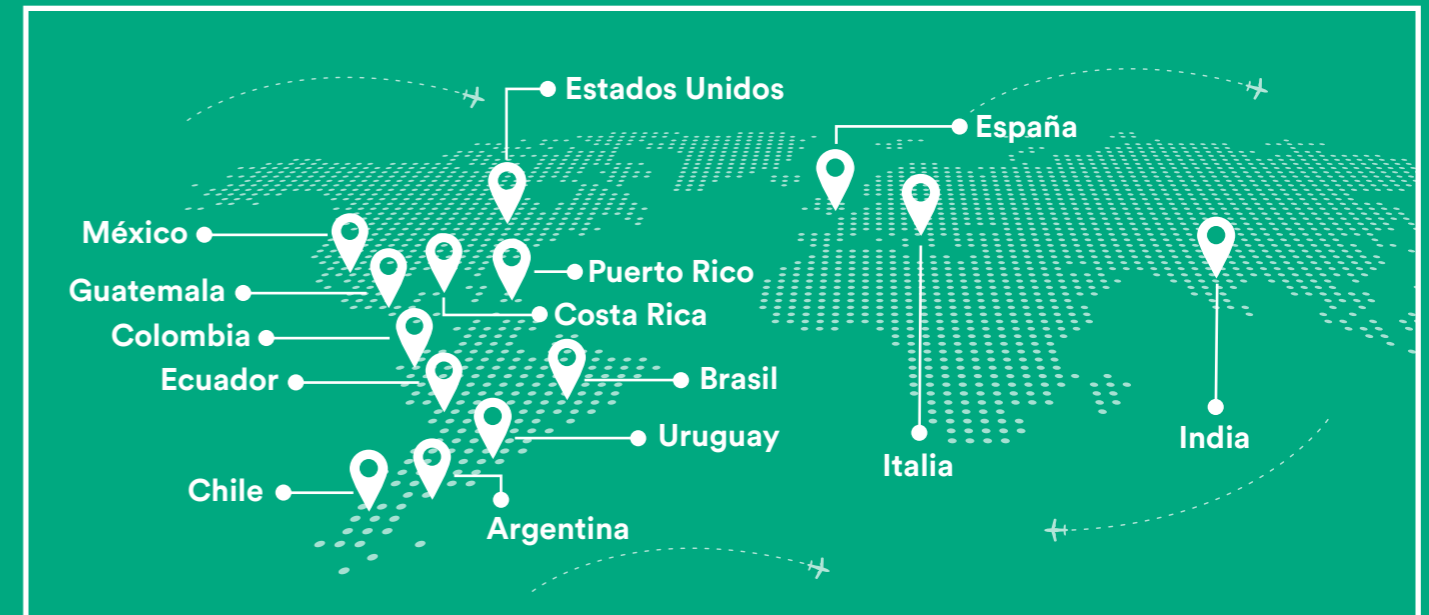 Estados Unidos
España
México
Puerto Rico
Guatemala
Costa Rica
Colombia
Ecuador
Brasil
Uruguay
India
Italia
Chile
Argentina